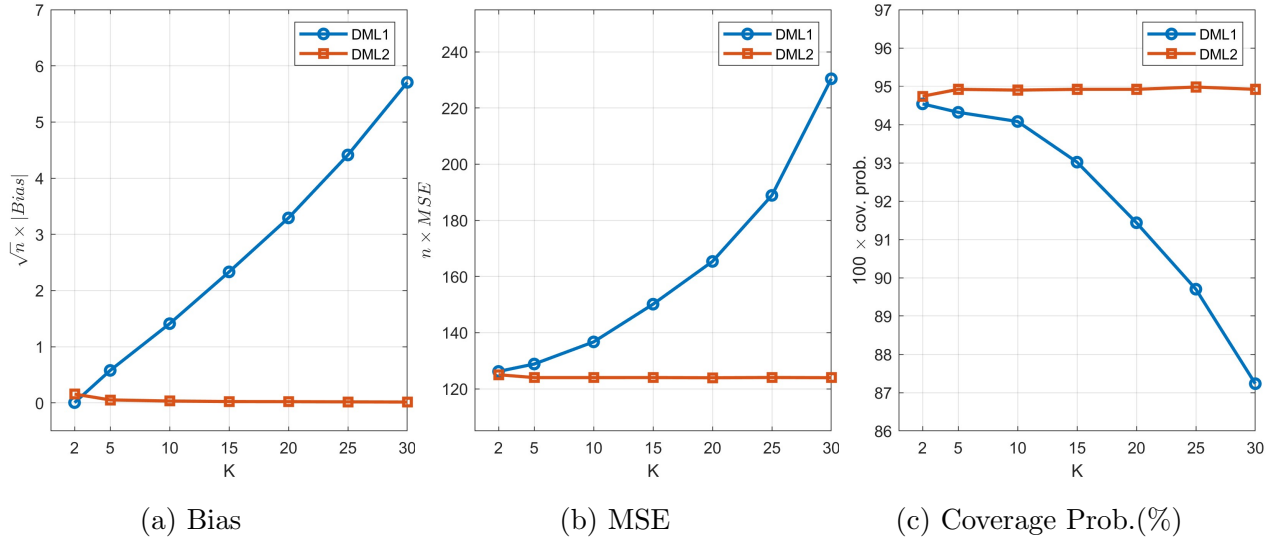 7
6
5
4
3
2
1
0
√n × |Bias|
2 5 10 15 20 25 30
K
DML1
DML2
(a) Bias
240
220
200
180
160
140
120
n × MSE
2 5 10 15 20 25 30
K
DML1
DML2
(b) MSE
97
96
95
94
93
92
91
90
89
88
87
86
100 × cov. prob.
2 5 10 15 20 25 30
K
DML1
DML2
(c) Coverage Prob.(%)